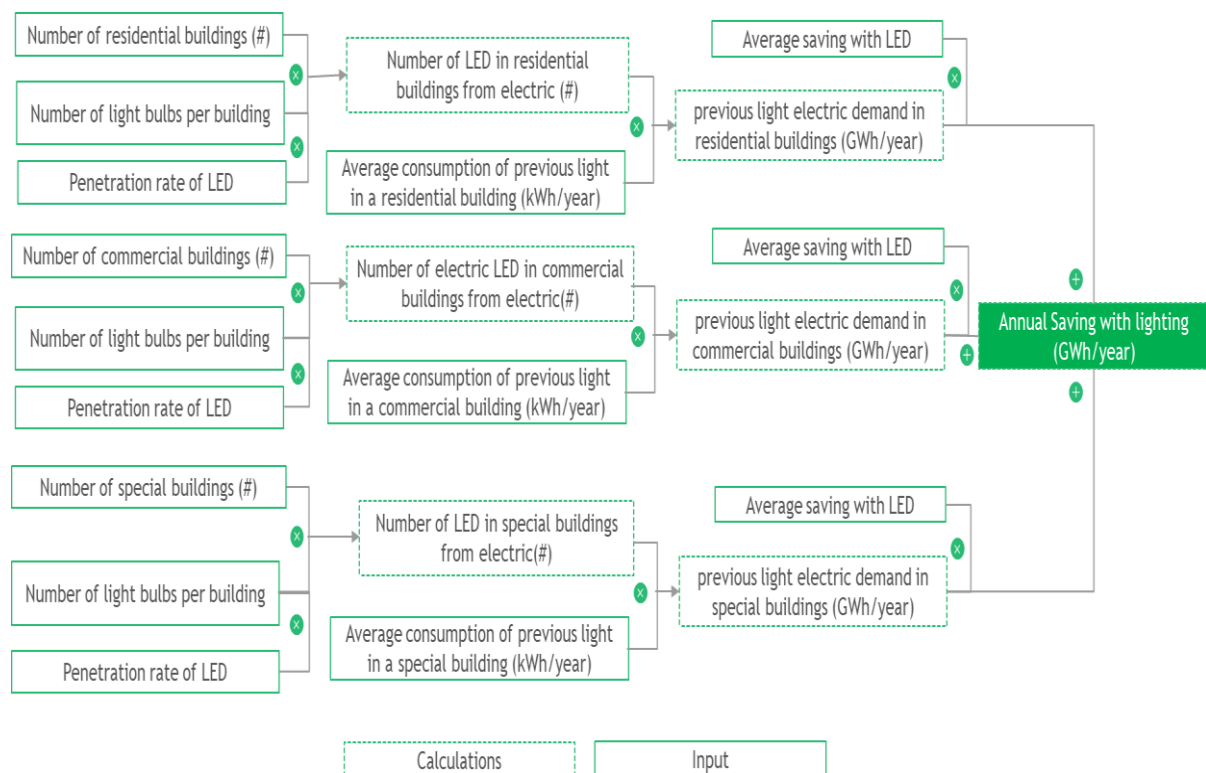 Number of residential buildings (#)
Number of light bulbs per building
Penetration rate of LED
Number of LED in residential
buildings from electric (#)
Average consumption of previous light
in a residential building (kWh/year)
Average saving with LED
previous light electric demand in
residential buildings (GWh/year)
x
x
x
x
Number of commercial buildings (#)
Number of light bulbs per building
Penetration rate of LED
Number of electric LED in commercial
buildings from electric(#)
Average consumption of previous light
in a commercial building (kWh/year)
Average saving with LED
previous light electric demand in
commercial buildings (GWh/year)
x
x
x
x
+
+
+
Annual Saving with lighting
(GWh/year)
Number of special buildings (#)
Number of light bulbs per building
Penetration rate of LED
Number of LED in special buildings
from electric(#)
Average consumption of previous light
in a special building (kWh/year)
Average saving with LED
previous light electric demand in
special buildings (GWh/year)
x
x
x
x
Calculations
Input